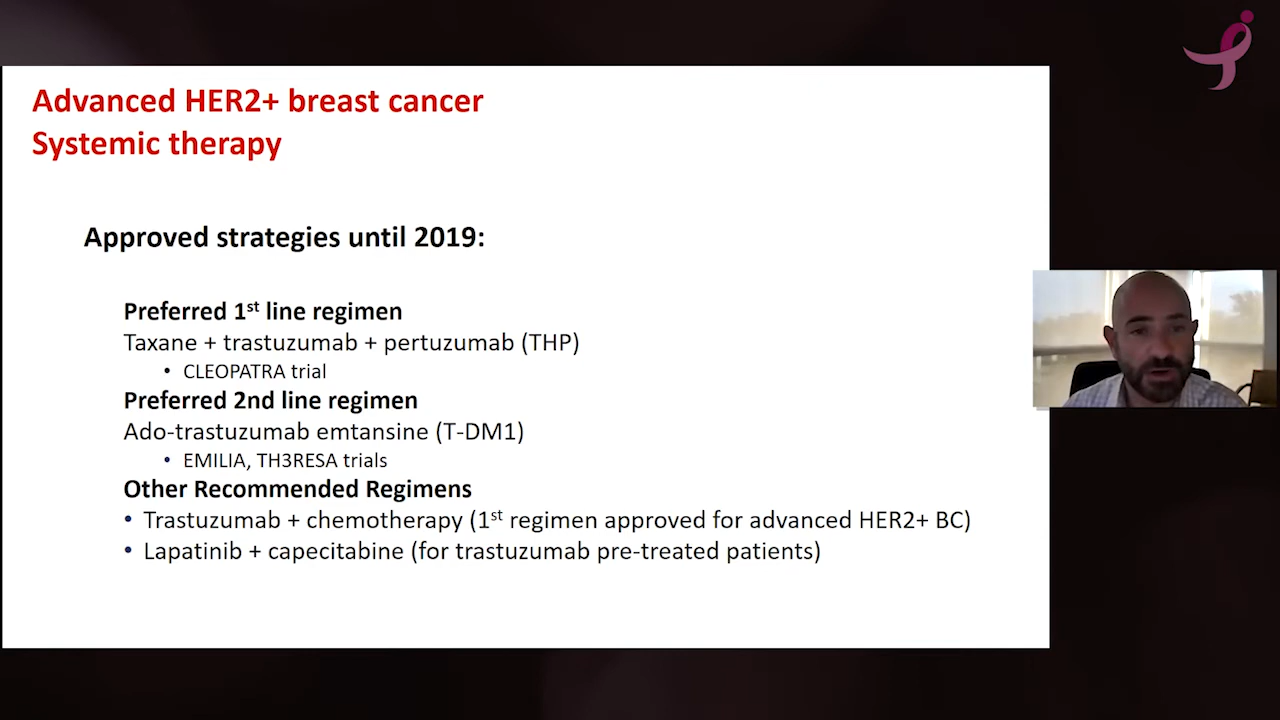 Advanced HER2+ breast cancer
Systemic therapy
Approved strategies until 2019:
Preferred 1st line regimen
Taxane + trastuzumab + pertuzumab (THP)
• CLEOPATRA trial
Preferred 2nd line regimen
Ado-trastuzumab emtansine (T-DM1)
• EMILIA, TH3RESA trials
Other Recommended Regimens
• Trastuzumab + chemotherapy (1st regimen approved for advanced HER2+ BC)
• Lapatinib + capecitabine (for trastuzumab pre-treated patients)